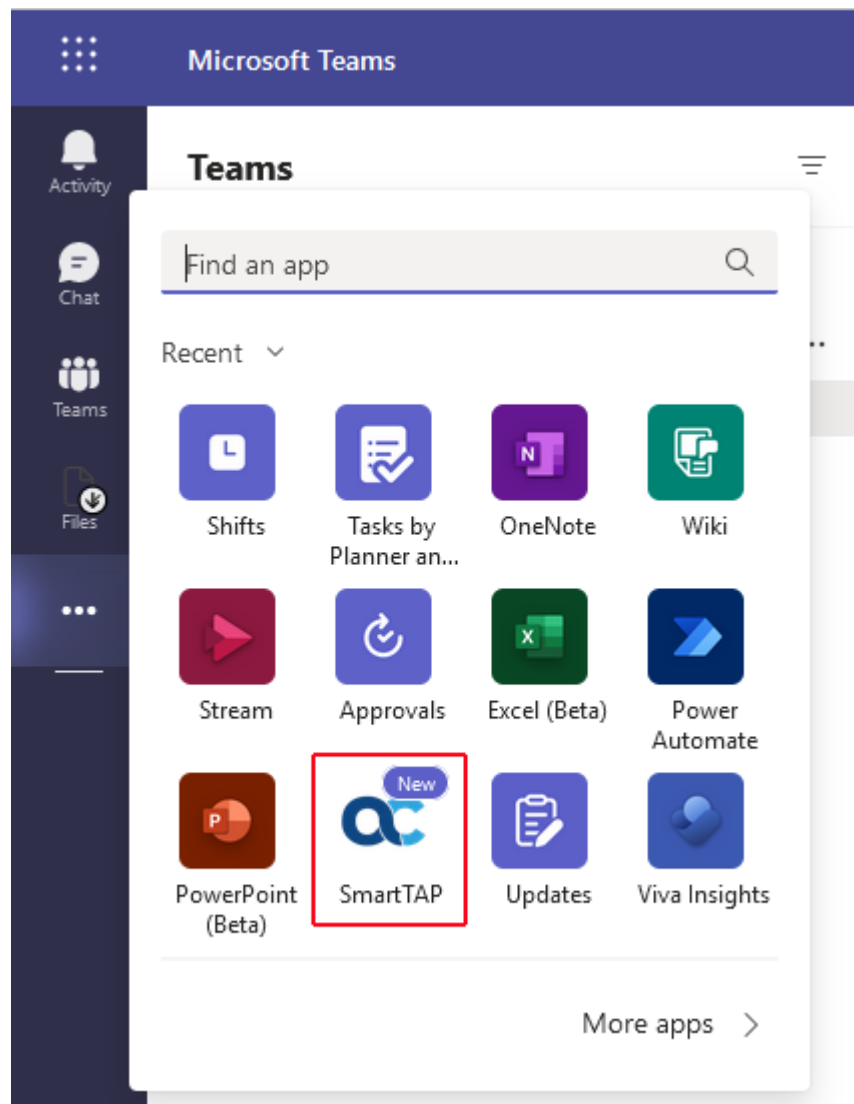 Microsoft Teams
Activity
Chat
Teams
Files
Teams
Find an app
Recent
Shifts
Tasks by
Planner an...
OneNote
Wiki
Stream
Approvals
Excel (Beta)
Power
Automate
PowerPoint
(Beta)
New
SmartTAP
Updates
Viva Insights
More apps